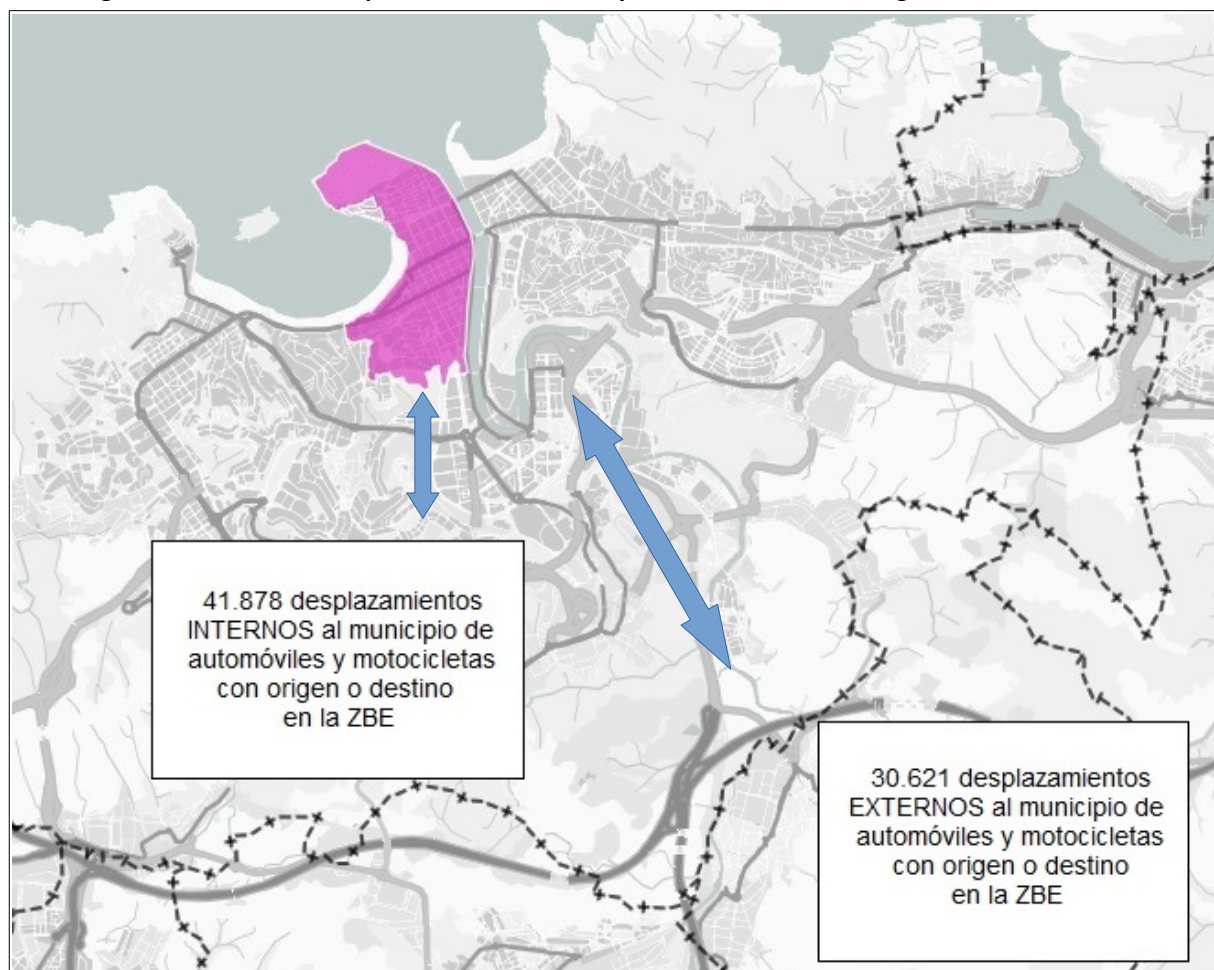 41.878 desplazamientos
INTERNOS al municipio de
automóviles y motocicletas
con origen o destino
en la ZBE
30.621 desplazamientos
EXTERNOS al municipio de
automóviles y motocicletas
con origen o destino
en la ZBE